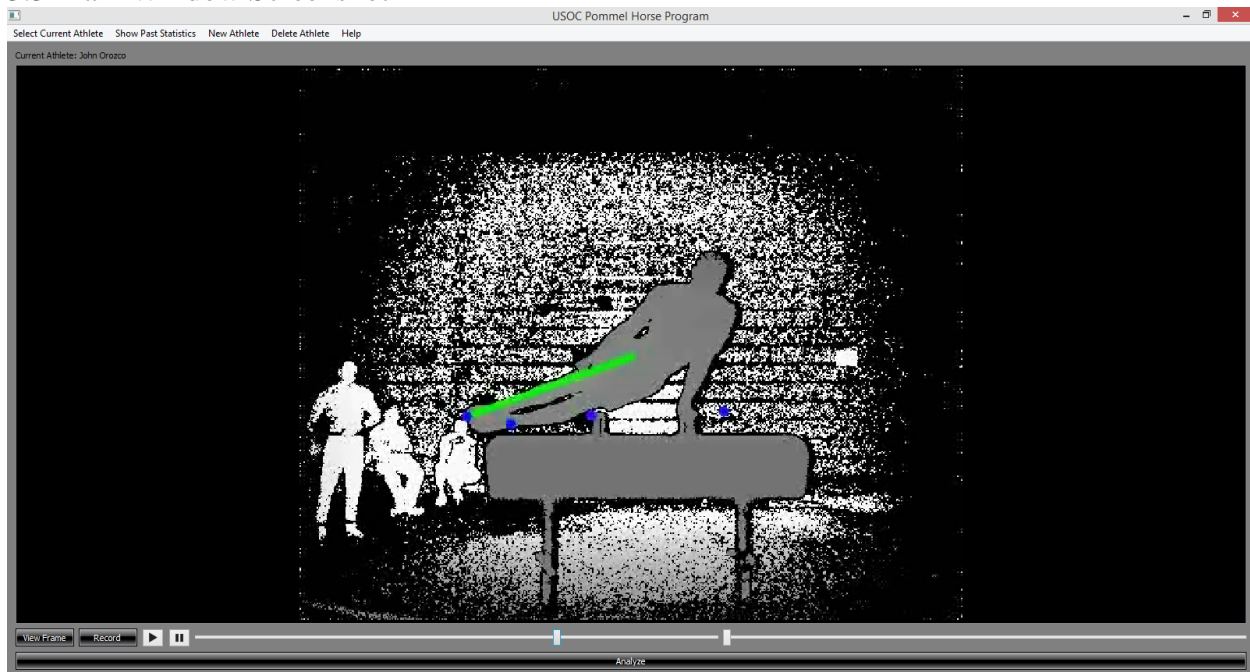 USOC Pommel Horse Program
Select Current Athlete Show Past Statistics New Athlete Delete Athlete Help
Current Athlete: John Orozco
View Frame Record
Analyze